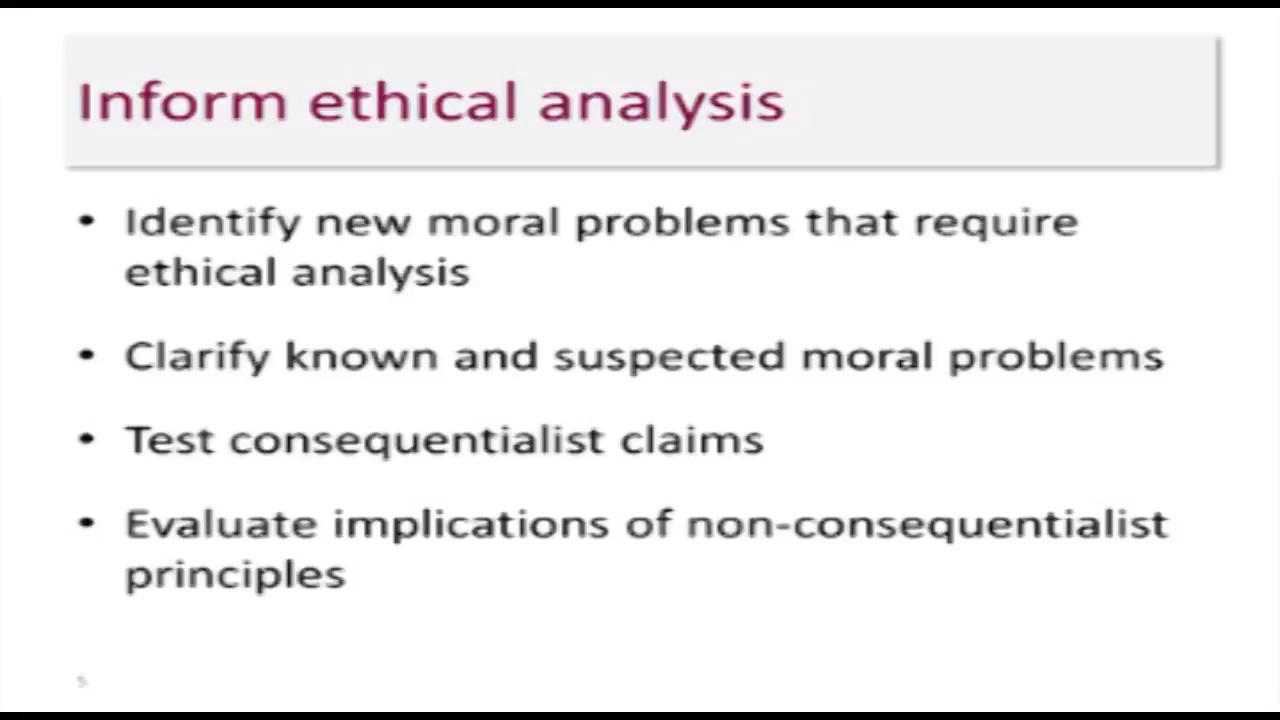 Inform ethical analysis
• Identify new moral problems that require
ethical analysis
• Clarify known and suspected moral problems
• Test consequentialist claims
• Evaluate implications of non-consequentialist
principles
5